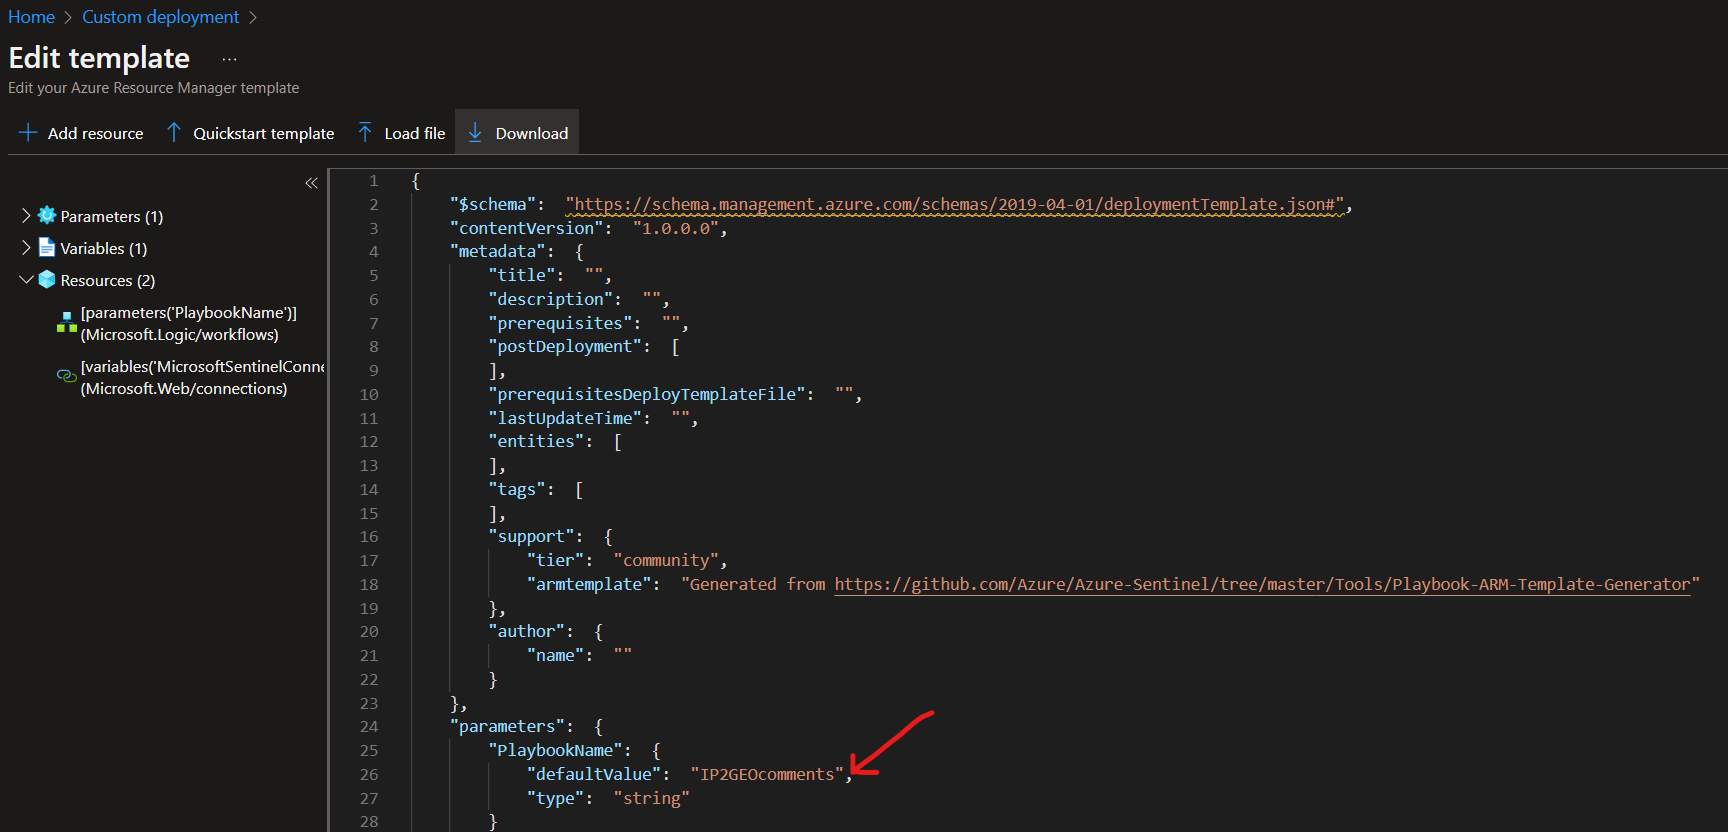 Home > Custom deployment >
Edit template ...
Edit your Azure Resource Manager template
Add resource Quickstart template Load file Download
«
Parameters (1)
Variables (1)
Resources (2)
[parameters('PlaybookName')]
(Microsoft.Logic/workflows)
[variables('MicrosoftSentinelConne
(Microsoft.Web/connections)
1 {
2 "$schema": "https://schema.management.azure.com/schemas/2019-04-01/deploymentTemplate.json#",
3 "contentVersion": "1.0.0.0",
4 "metadata": {
5 "title": "",
6 "description": "",
7 "prerequisites": "",
8 "postDeployment": [
9 ],
10 "prerequisitesDeployTemplateFile": "",
11 "lastUpdateTime": "",
12 "entities": [
13 ],
14 "tags": [
15 ],
16 "support": {
17 "tier": "community",
18 "armtemplate": "Generated from https://github.com/Azure/Azure-Sentinel/tree/master/Tools/Playbook-ARM-Template-Generator"
19 },
20 "author": {
21 "name": ""
22 }
23 },
24 "parameters": {
25 "PlaybookName": {
26 "defaultValue": "IP2GEOcomments",
27 "type": "string"
28 }